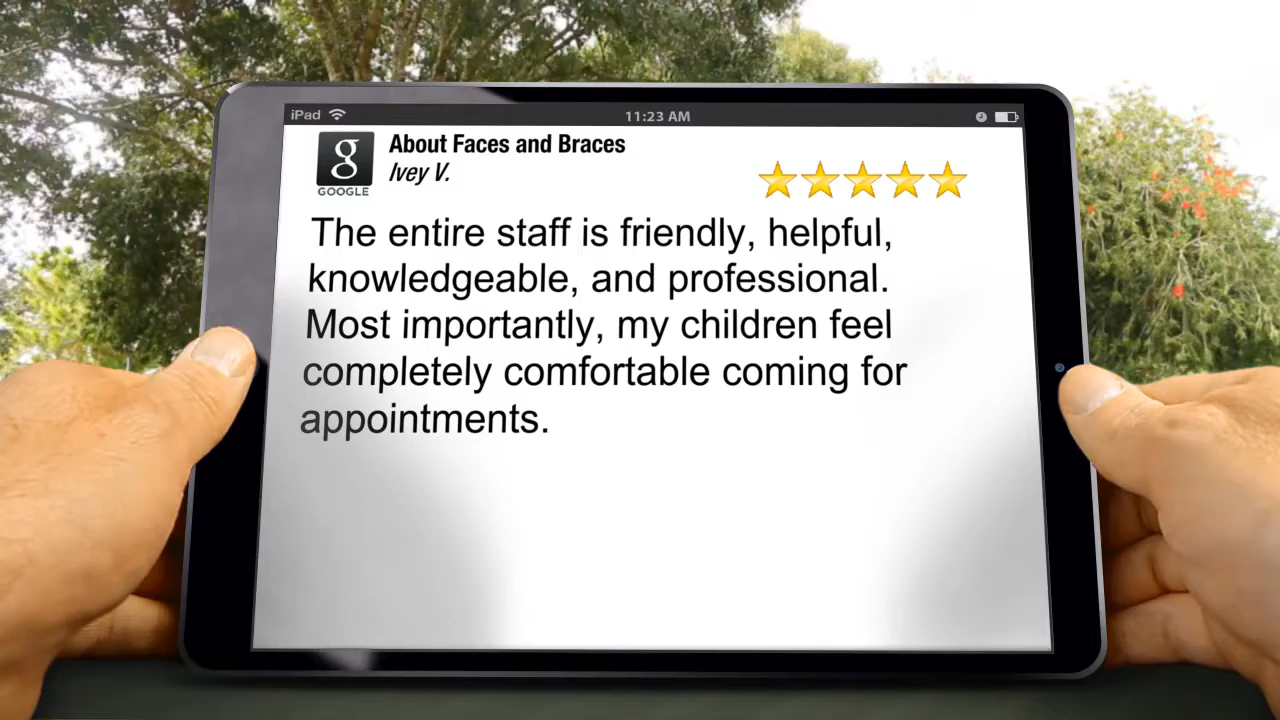 iPad
11:23 AM
g
GOOGLE
About Faces and Braces
Ivey V.
The entire staff is friendly, helpful,
knowledgeable, and professional.
Most importantly, my children feel
completely comfortable coming for
appointments.